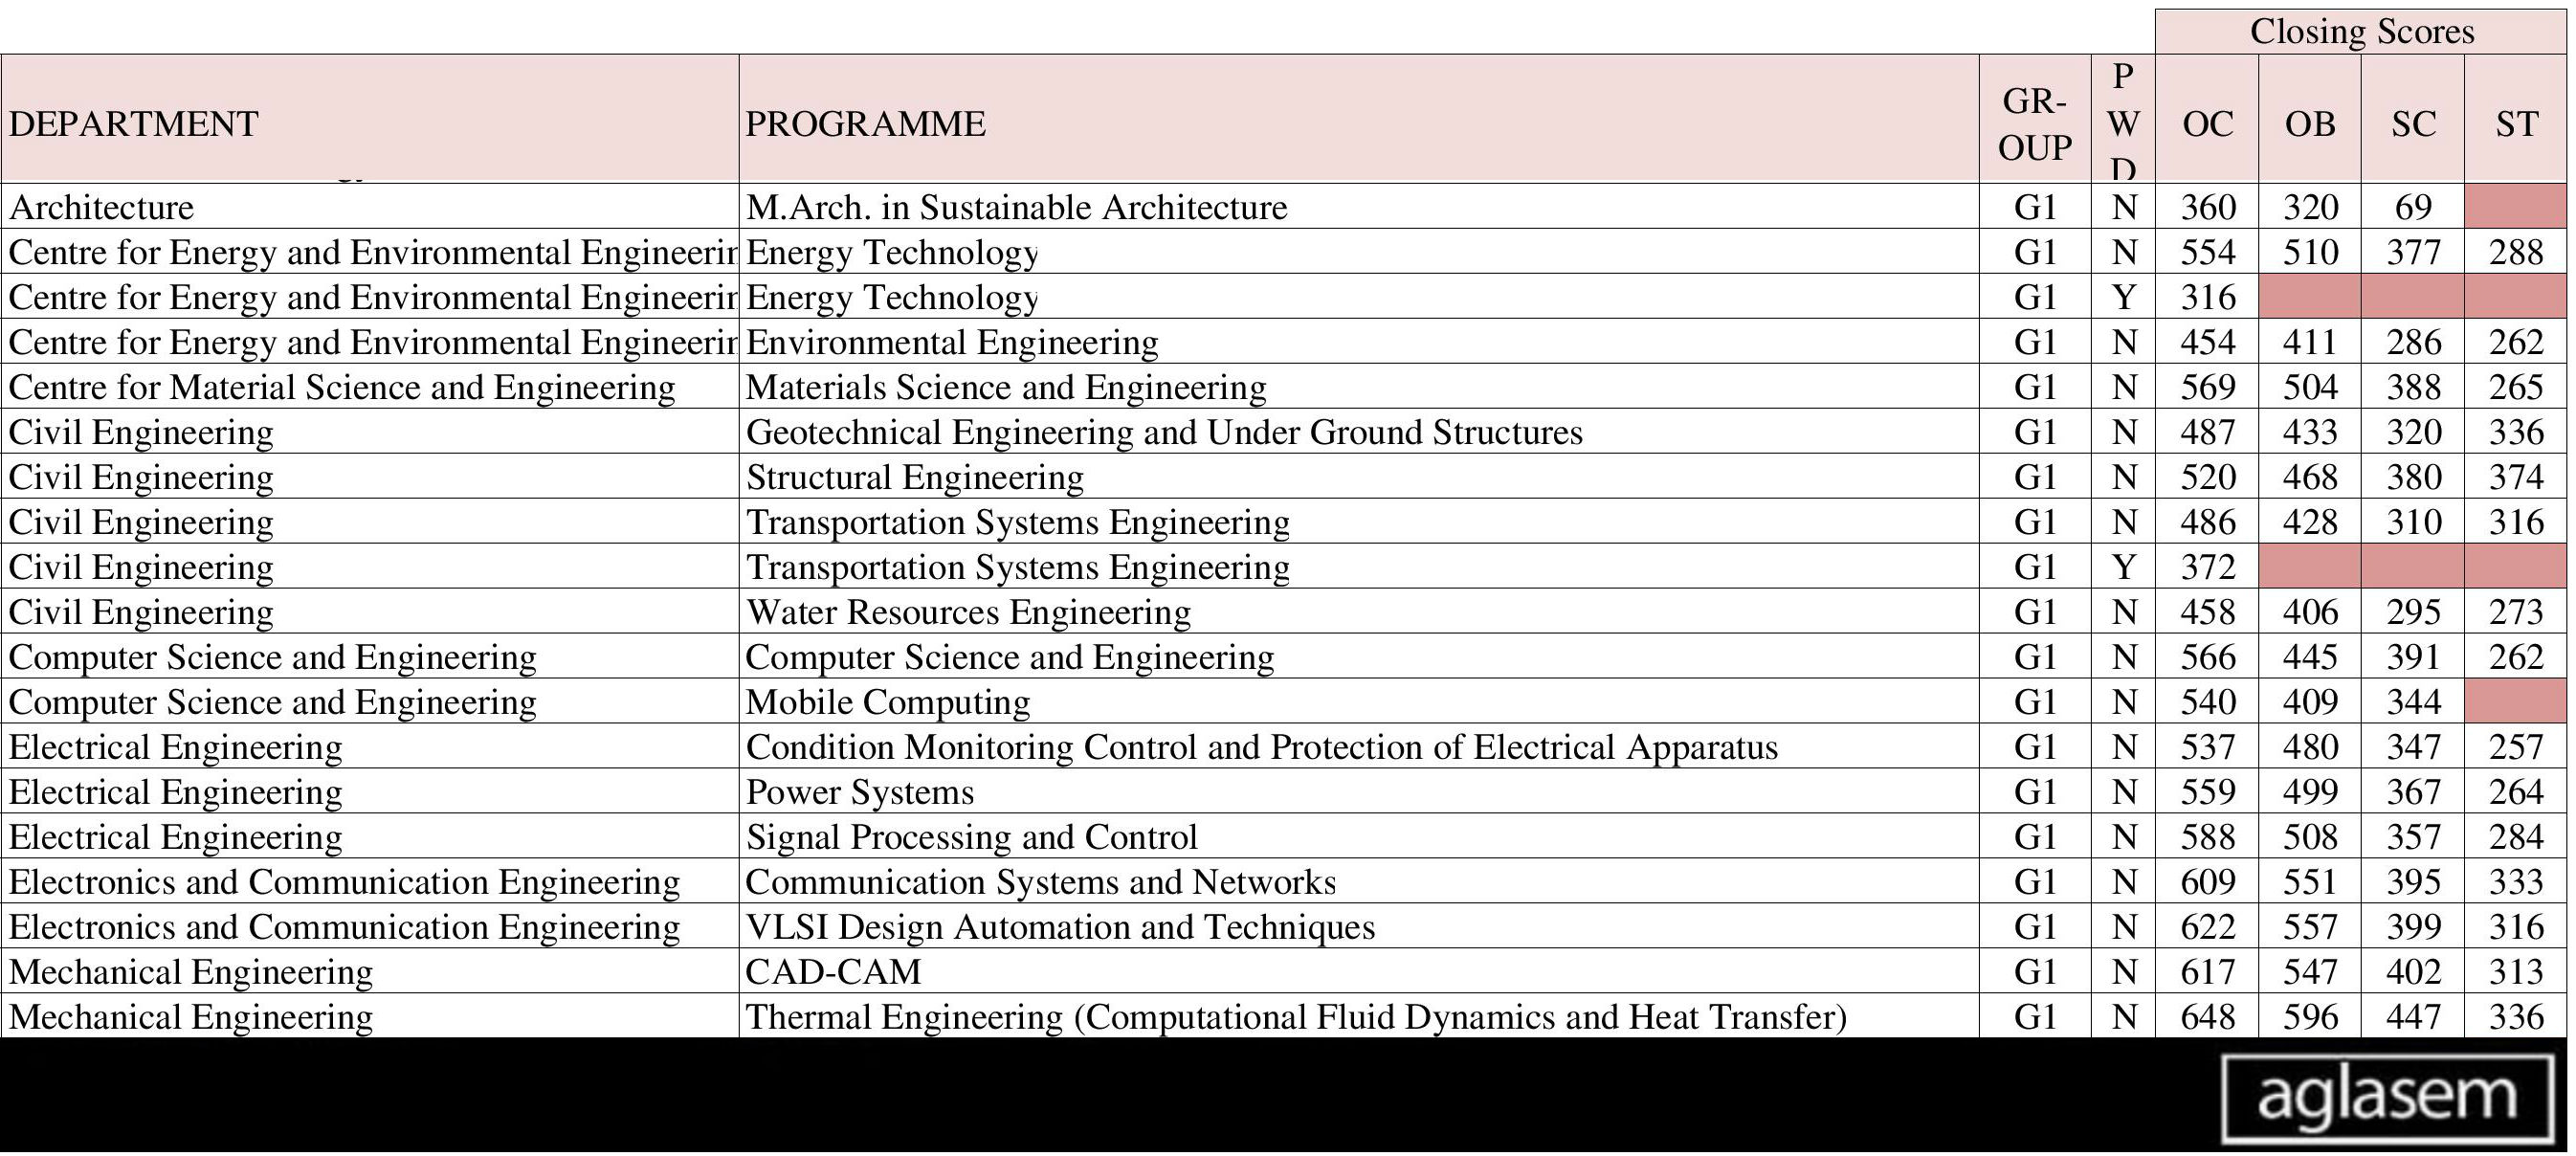 Closing Scores
DEPARTMENT PROGRAMME GR-OUP PWD OC OB SC ST
Architecture M.Arch. in Sustainable Architecture G1 N 360 320 69
Centre for Energy and Environmental Engineerin Energy Technology G1 N 554 510 377 288
Centre for Energy and Environmental Engineerin Energy Technology G1 Y 316
Centre for Energy and Environmental Engineerin Environmental Engineering G1 N 454 411 286 262
Centre for Material Science and Engineering Materials Science and Engineering G1 N 569 504 388 265
Civil Engineering Geotechnical Engineering and Under Ground Structures G1 N 487 433 320 336
Civil Engineering Structural Engineering G1 N 520 468 380 374
Civil Engineering Transportation Systems Engineering G1 N 486 428 310 316
Civil Engineering Transportation Systems Engineering G1 Y 372
Civil Engineering Water Resources Engineering G1 N 458 406 295 273
Computer Science and Engineering Computer Science and Engineering G1 N 566 445 391 262
Computer Science and Engineering Mobile Computing G1 N 540 409 344
Electrical Engineering Condition Monitoring Control and Protection of Electrical Apparatus G1 N 537 480 347 257
Electrical Engineering Power Systems G1 N 559 499 367 264
Electrical Engineering Signal Processing and Control G1 N 588 508 357 284
Electronics and Communication Engineering Communication Systems and Networks G1 N 609 551 395 333
Electronics and Communication Engineering VLSI Design Automation and Techniques G1 N 622 557 399 316
Mechanical Engineering CAD-CAM G1 N 617 547 402 313
Mechanical Engineering Thermal Engineering (Computational Fluid Dynamics and Heat Transfer) G1 N 648 596 447 336
aglasem